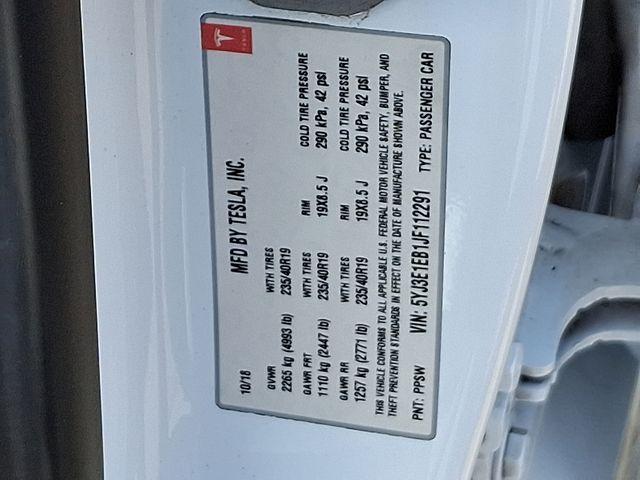 TESLA
MFD BY TESLA, INC.
10/18
GVWR WITH TIRES RIM COLD TIRE PRESSURE
2265 kg (4993 lb) 235/40R19 19X8.5 J 290 kPa, 42 psi
GAWR FRT WITH TIRES RIM COLD TIRE PRESSURE
1110 kg (2447 lb) 235/40R19 19X8.5 J 290 kPa, 42 psi
GAWR RR
1257 kg (2771 lb) 235/40R19
THIS VEHICLE CONFORMS TO ALL APPLICABLE U.S. FEDERAL MOTOR VEHICLE SAFETY, BUMPER, AND
THEFT PREVENTION STANDARDS IN EFFECT ON THE DATE OF MANUFACTURE SHOWN ABOVE.
PNT: PPSW VIN: 5YJ3E1EB1JF112291 TYPE: PASSENGER CAR